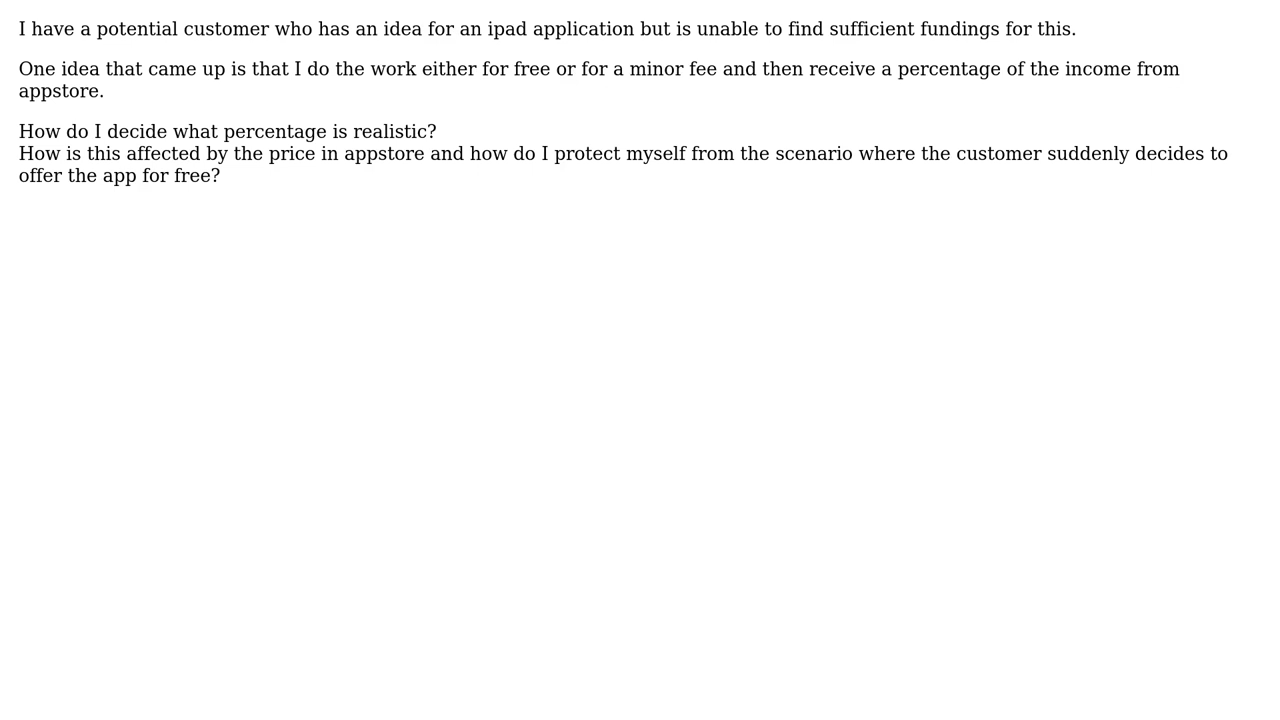 I have a potential customer who has an idea for an ipad application but is unable to find sufficient fundings for this.
One idea that came up is that I do the work either for free or for a minor fee and then receive a percentage of the income from
appstore.
How do I decide what percentage is realistic?
How is this affected by the price in appstore and how do I protect myself from the scenario where the customer suddenly decides to
offer the app for free?